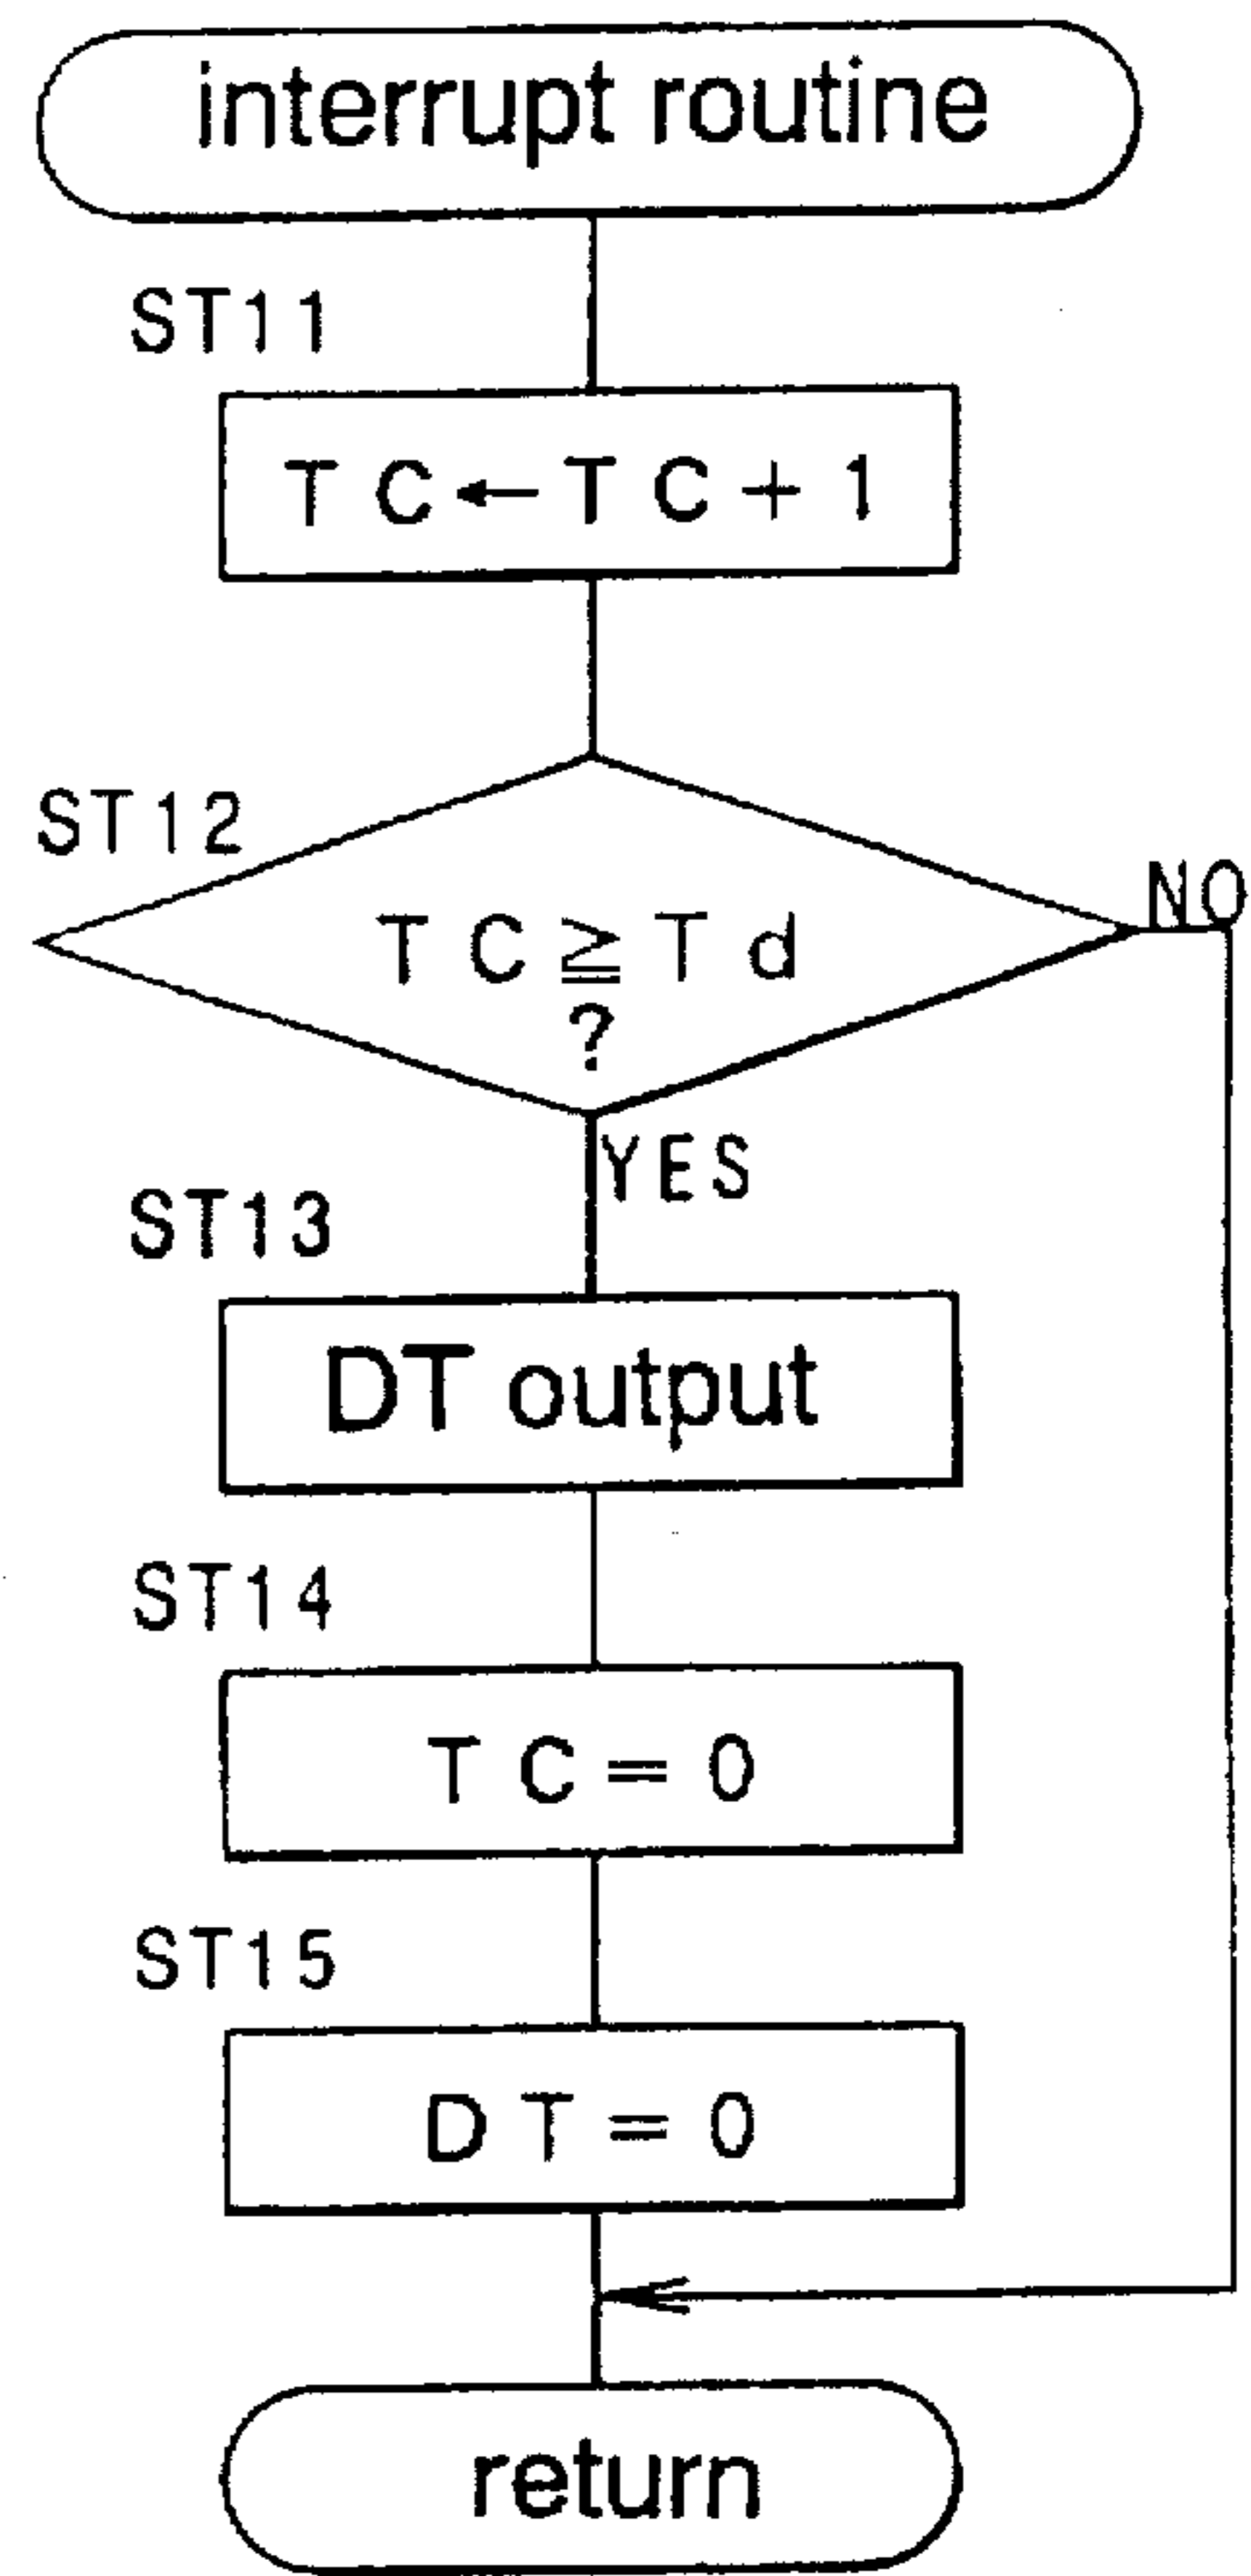 interrupt routine
ST11
TC←TC+1
ST12
TC≧Td
?
NO
YES
ST13
DT output
ST14
TC=0
ST15
DT=0
return